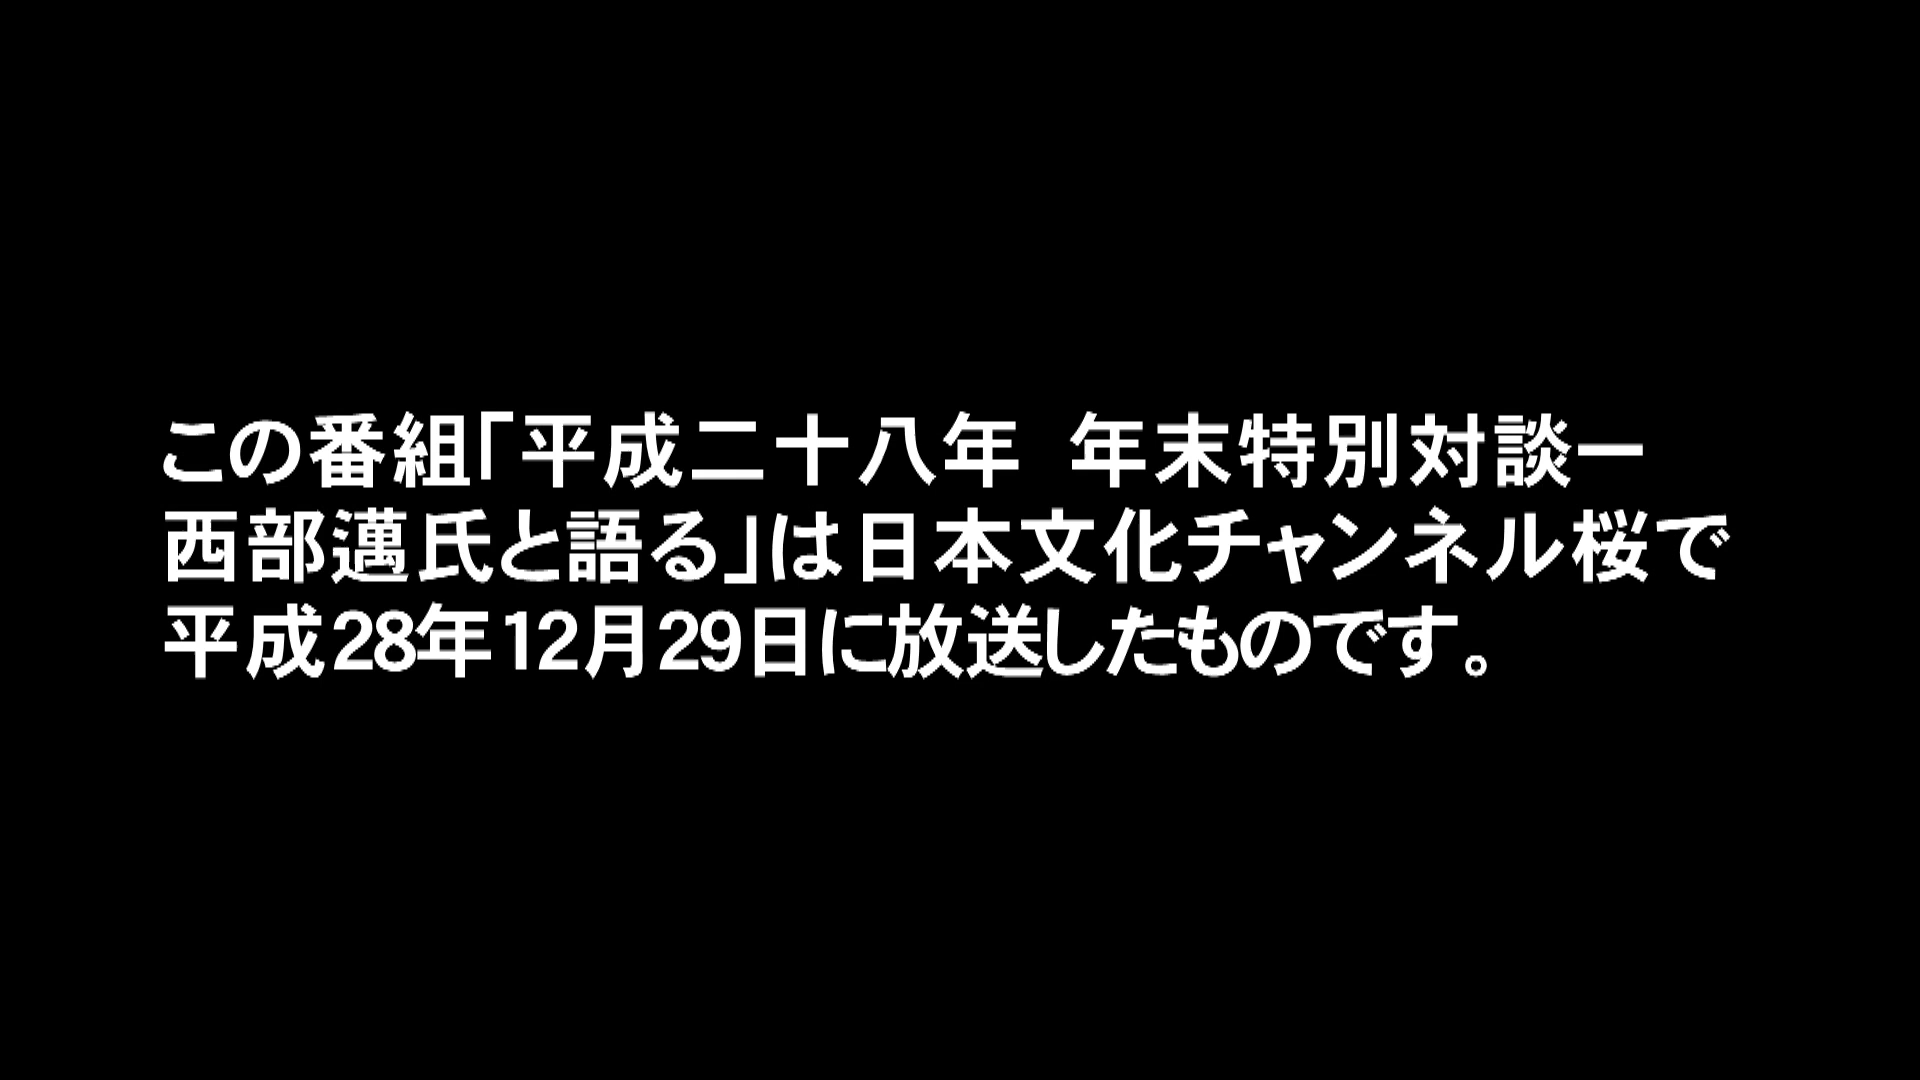 この番組「平成二十八年　年末特別対談ー
西部邁氏と語る」は日本文化チャンネル桜で
平成28年12月29日に放送したものです。